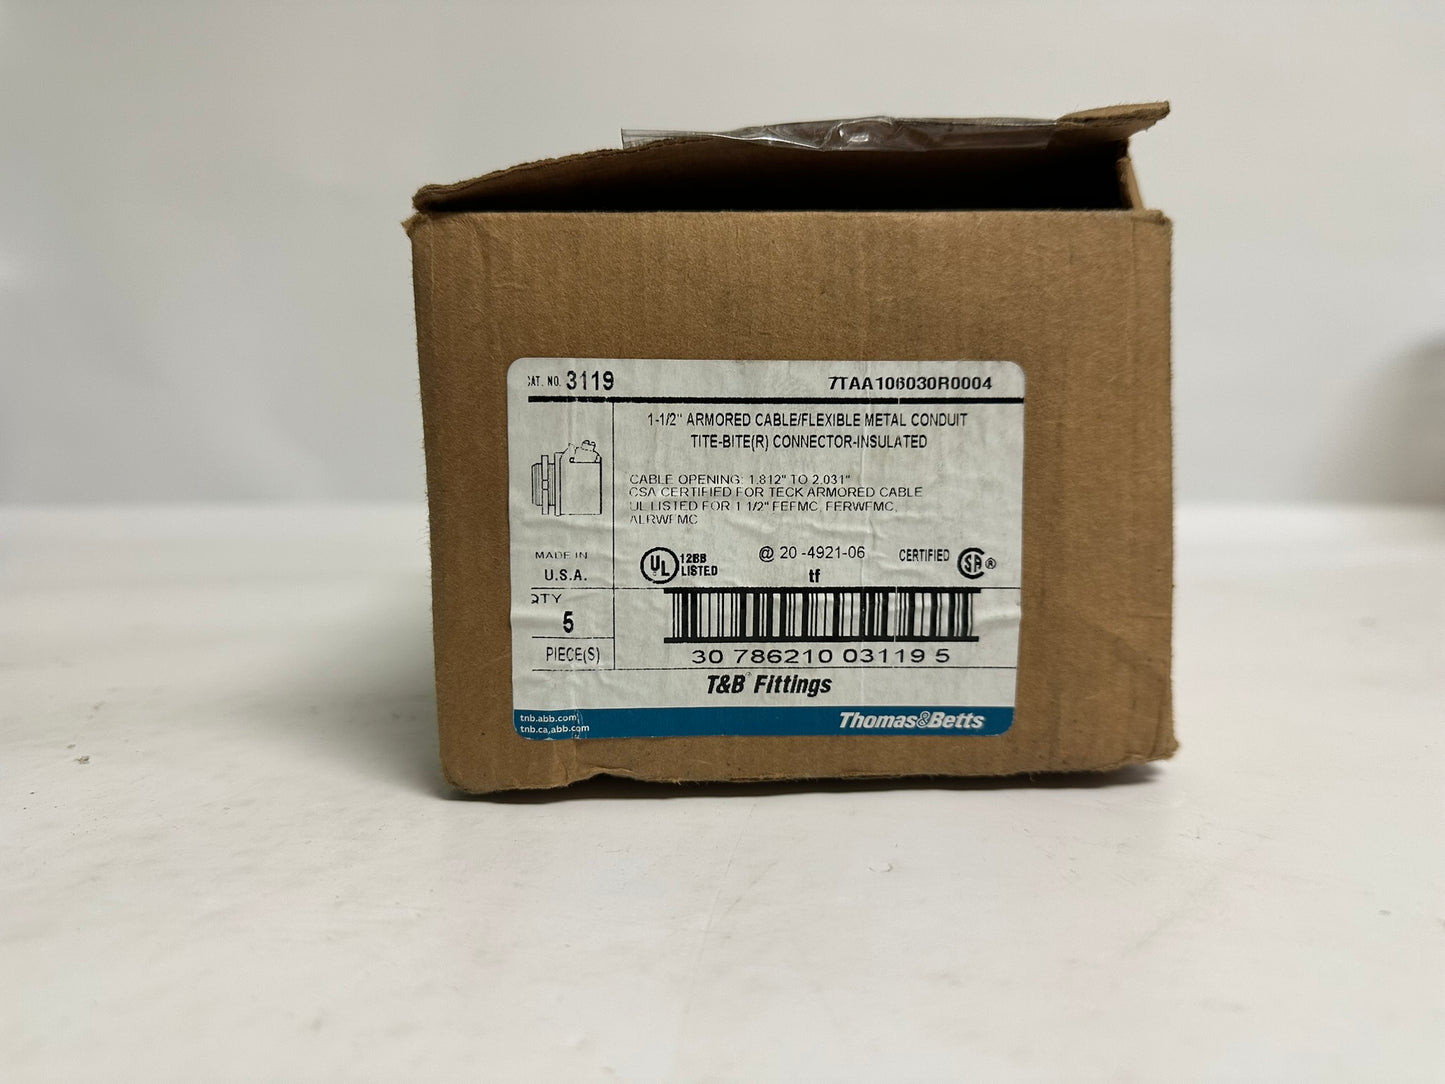 CAT. NO. 3119 7TAA106030R0004
1-1/2" ARMORED CABLE/FLEXIBLE METAL CONDUIT
TITE-BITE(R) CONNECTOR-INSULATED
CABLE OPENING: 1.812" TO 2.031"
CSA CERTIFIED FOR TECK ARMORED CABLE
UL LISTED FOR 1 1/2" FEFMC, FERWFMC,
ALRWFMC
MADE IN
U.S.A.
UL 12BB
LISTED
@ 20 -4921-06
tf
CERTIFIED SA ®
QTY
5
PIECE(S)
30 786210 03119 5
T&B Fittings
tnb.abb.com
tnb.ca.abb.com
Thomas&Betts